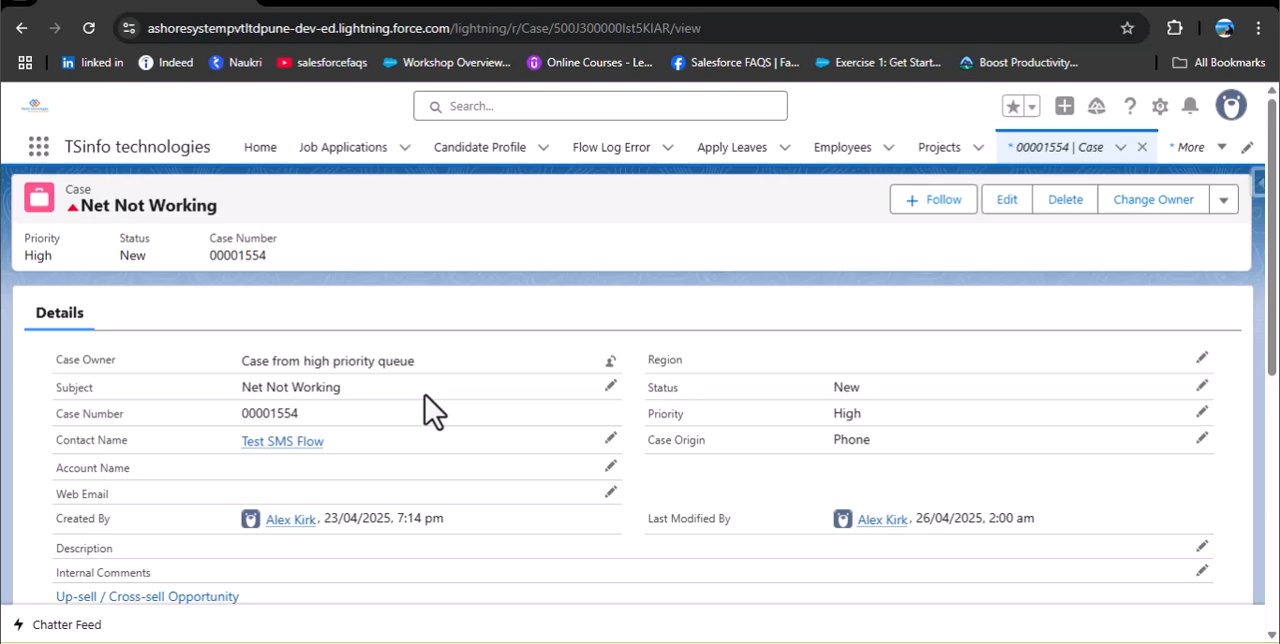 ashoresystempvtltdpune-dev-ed.lightning.force.com/lightning/r/Case/500J300000Ist5KIAR/view
linked in
Indeed
Naukri
salesforcefaqs
Workshop Overview...
Online Courses - Le...
Salesforce FAQS | Fa...
Exercise 1: Get Start...
Boost Productivity...
All Bookmarks
Search...
TSinfo technologies
Home
Job Applications
Candidate Profile
Flow Log Error
Apply Leaves
Employees
Projects
* 00001554 | Case
* More
Case
Net Not Working
+ Follow
Edit
Delete
Change Owner
Priority
Status
Case Number
High
New
00001554
Details
Case Owner
Case from high priority queue
Region
Subject
Net Not Working
Status
New
Case Number
00001554
Priority
High
Contact Name
Test SMS Flow
Case Origin
Phone
Account Name
Web Email
Created By
Alex Kirk, 23/04/2025, 7:14 pm
Last Modified By
Alex Kirk, 26/04/2025, 2:00 am
Description
Internal Comments
Up-sell / Cross-sell Opportunity
Chatter Feed